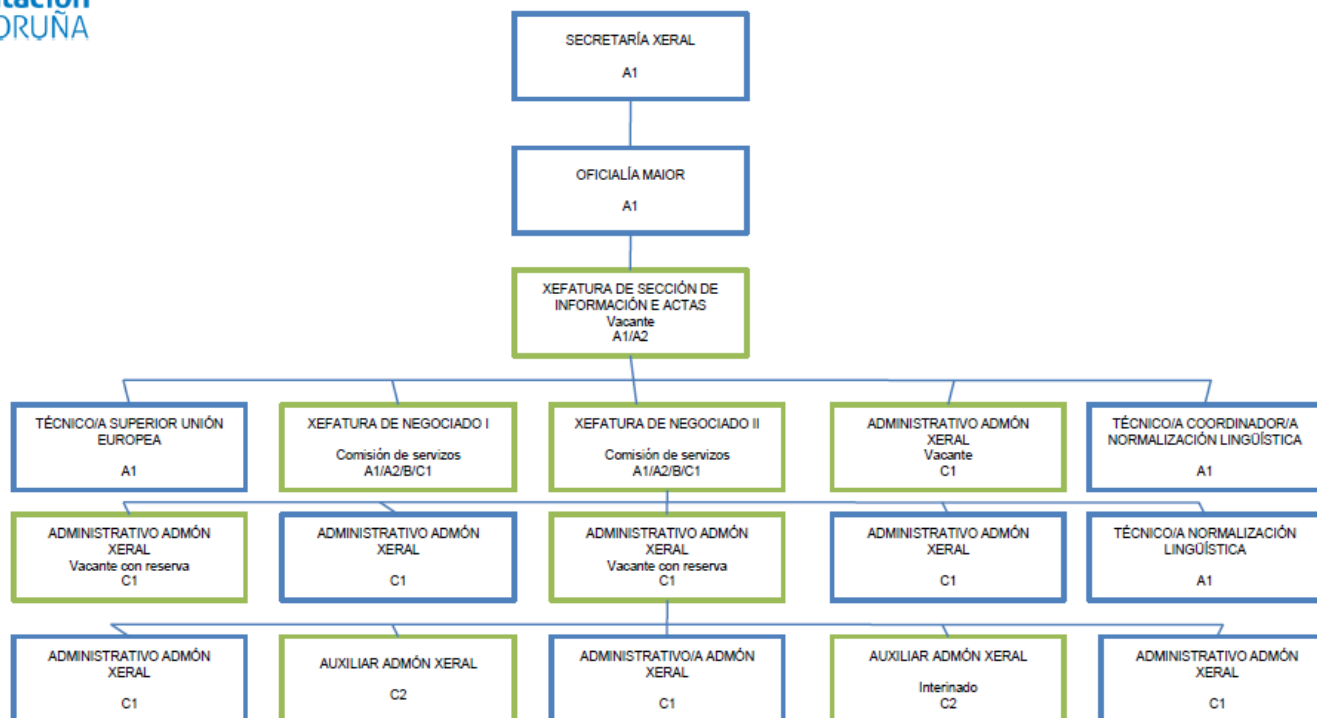 ORUÑA
SECRETARÍA XERAL
A1
OFICIALÍA MAIOR
A1
XEFATURA DE SECCIÓN DE
INFORMACIÓN E ACTAS
Vacante
A1/A2
TÉCNICO/A SUPERIOR UNIÓN
EUROPEA
A1
XEFATURA DE NEGOCIADO I
Comisión de servizos
A1/A2/B/C1
XEFATURA DE NEGOCIADO II
Comisión de servizos
A1/A2/B/C1
ADMINISTRATIVO ADMÓN
XERAL
Vacante
C1
TÉCNICO/A COORDINADOR/A
NORMALIZACIÓN LINGÜÍSTICA
A1
ADMINISTRATIVO ADMÓN
XERAL
Vacante con reserva
C1
ADMINISTRATIVO ADMÓN
XERAL
C1
ADMINISTRATIVO ADMÓN
XERAL
Vacante con reserva
C1
ADMINISTRATIVO ADMÓN
XERAL
C1
TÉCNICO/A NORMALIZACIÓN
LINGÜÍSTICA
A1
ADMINISTRATIVO ADMÓN
XERAL
C1
AUXILIAR ADMÓN XERAL
C2
ADMINISTRATIVO/A ADMÓN
XERAL
C1
AUXILIAR ADMÓN XERAL
Interinado
C2
ADMINISTRATIVO ADMÓN
XERAL
C1